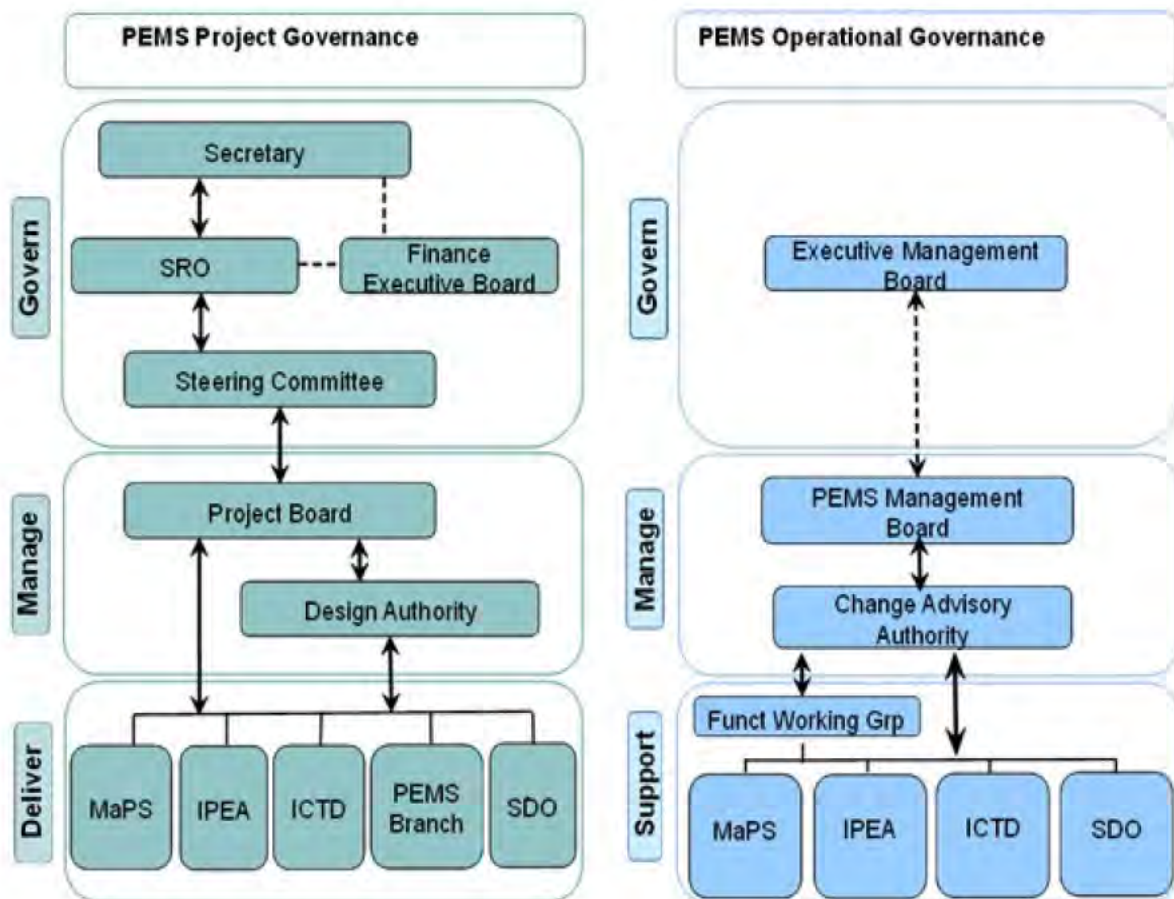 PEMS Project Governance
Govern
Secretary
SRO
Finance
Executive Board
Steering Committee
Manage
Project Board
Design Authority
Deliver
MaPS
IPEA
ICTD
PEMS
Branch
SDO
PEMS Operational Governance
Govern
Executive Management
Board
Manage
PEMS Management
Board
Change Advisory
Authority
Support
Funct Working Grp
MaPS
IPEA
ICTD
SDO